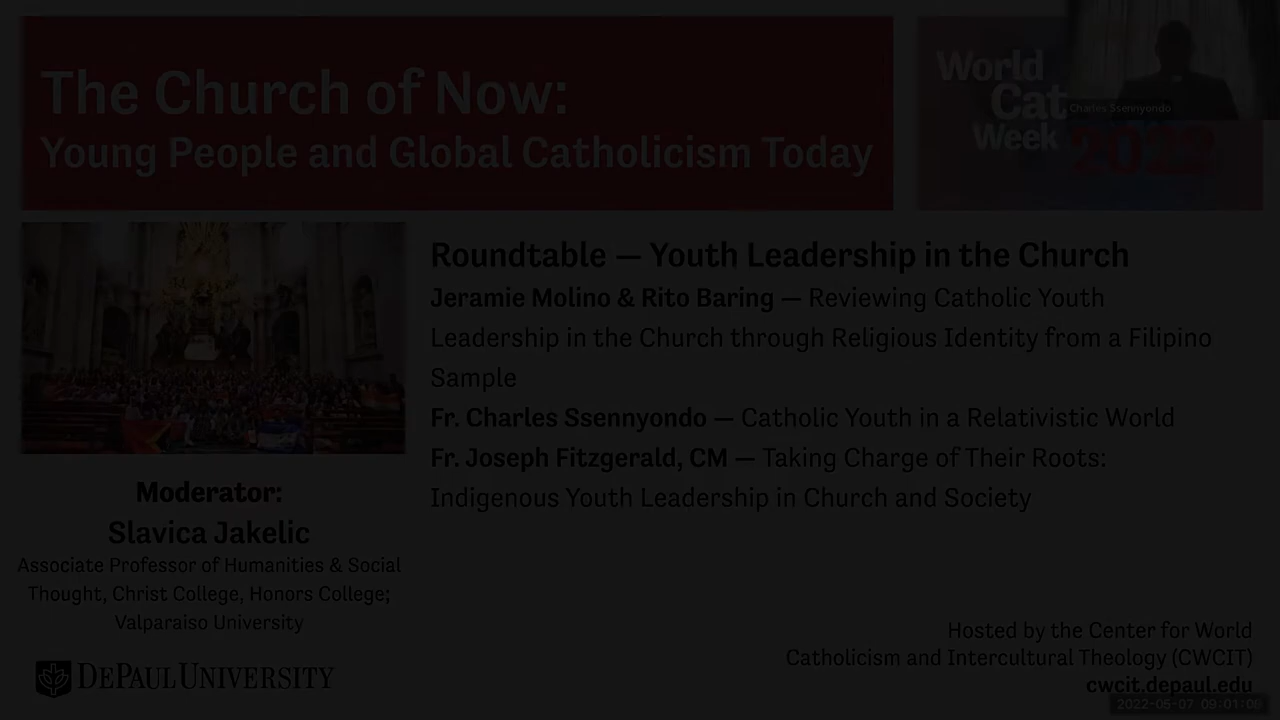 The Church of Now:
Young People and Global Catholicism Today
World
Cat
Week
2022
Charles Ssennyondo
Roundtable — Youth Leadership in the Church
Jeramie Molino & Rito Baring — Reviewing Catholic Youth
Leadership in the Church through Religious Identity from a Filipino
Sample
Fr. Charles Ssennyondo — Catholic Youth in a Relativistic World
Fr. Joseph Fitzgerald, CM — Taking Charge of Their Roots:
Indigenous Youth Leadership in Church and Society
Moderator:
Slavica Jakelic
Associate Professor of Humanities & Social
Thought, Christ College, Honors College;
Valparaiso University
DEPAUL UNIVERSITY
Hosted by the Center for World
Catholicism and Intercultural Theology (CWCIT)
cwcit.depaul.edu
2022-05-07 09:01:08